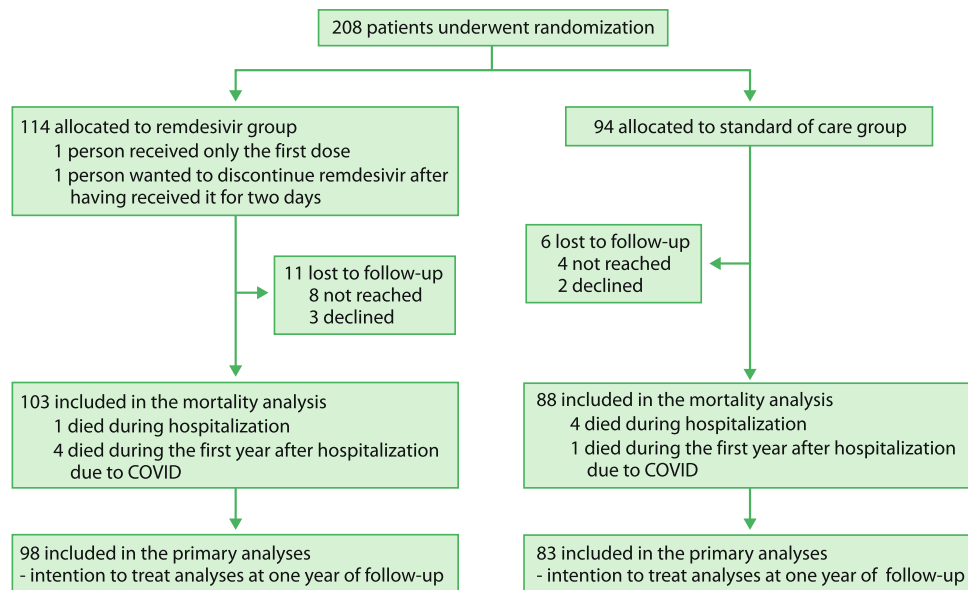 208 patients underwent randomization
114 allocated to remdesivir group
1 person received only the first dose
1 person wanted to discontinue remdesivir after
having received it for two days
94 allocated to standard of care group
11 lost to follow-up
8 not reached
3 declined
6 lost to follow-up
4 not reached
2 declined
103 included in the mortality analysis
1 died during hospitalization
4 died during the first year after hospitalization
due to COVID
88 included in the mortality analysis
4 died during hospitalization
1 died during the first year after hospitalization
due to COVID
98 included in the primary analyses
- intention to treat analyses at one year of follow-up
83 included in the primary analyses
- intention to treat analyses at one year of follow-up